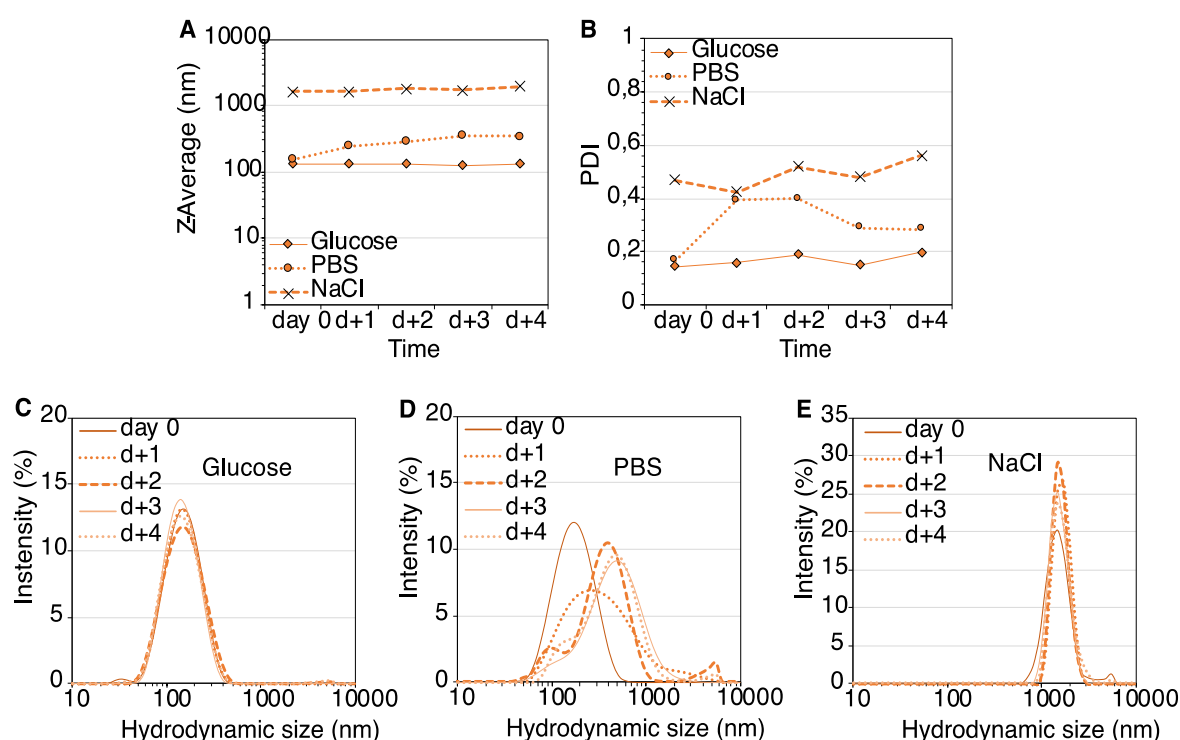 A
10000
1000
100
10
1
Z-Average (nm)
Glucose
PBS
NaCl
day 0 d+1 d+2 d+3 d+4
Time
B
1
0,8
0,6
0,4
0,2
0
PDI
Glucose
PBS
NaCl
day 0 d+1 d+2 d+3 d+4
Time
C
20
15
10
5
0
Instensity (%)
day 0
d+1
d+2
d+3
d+4
Glucose
10 100 1000 10000
Hydrodynamic size (nm)
D
20
15
10
5
0
Intensity (%)
day 0
d+1
d+2
d+3
d+4
PBS
10 100 1000 10000
Hydrodynamic size (nm)
E
35
30
25
20
15
10
5
0
Intensity (%)
day 0
d+1
d+2
d+3
d+4
NaCl
10 100 1000 10000
Hydrodynamic size (nm)